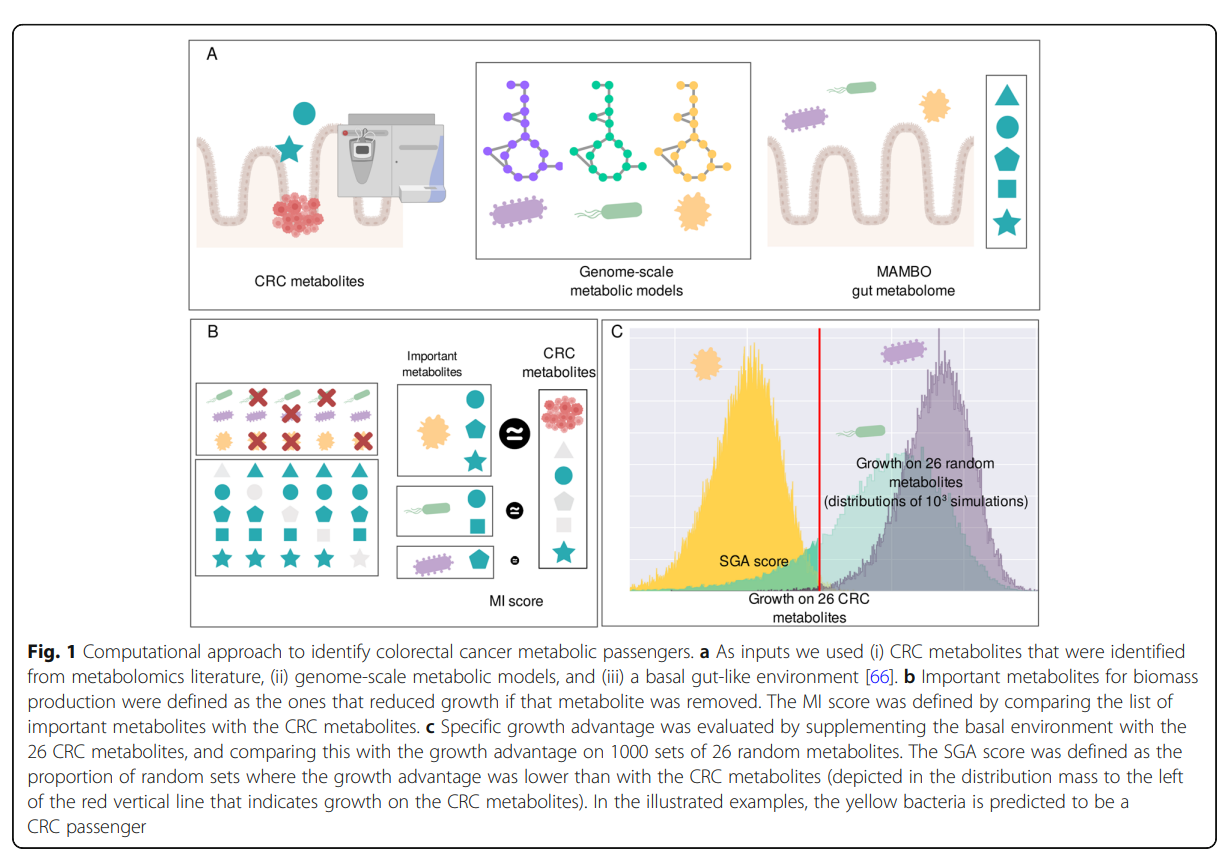 A
CRC metabolites
Genome-scale
metabolic models
MAMBO
gut metabolome
B
Important
metabolites
CRC
metabolites
≃
≃
=
MI score
C
Growth on 26 random
metabolites
(distributions of 10³ simulations)
SGA score
Growth on 26 CRC
metabolites
Fig. 1 Computational approach to identify colorectal cancer metabolic passengers. a As inputs we used (i) CRC metabolites that were identified
from metabolomics literature, (ii) genome-scale metabolic models, and (iii) a basal gut-like environment [66]. b Important metabolites for biomass
production were defined as the ones that reduced growth if that metabolite was removed. The MI score was defined by comparing the list of
important metabolites with the CRC metabolites. c Specific growth advantage was evaluated by supplementing the basal environment with the
26 CRC metabolites, and comparing this with the growth advantage on 1000 sets of 26 random metabolites. The SGA score was defined as the
proportion of random sets where the growth advantage was lower than with the CRC metabolites (depicted in the distribution mass to the left
of the red vertical line that indicates growth on the CRC metabolites). In the illustrated examples, the yellow bacteria is predicted to be a
CRC passenger